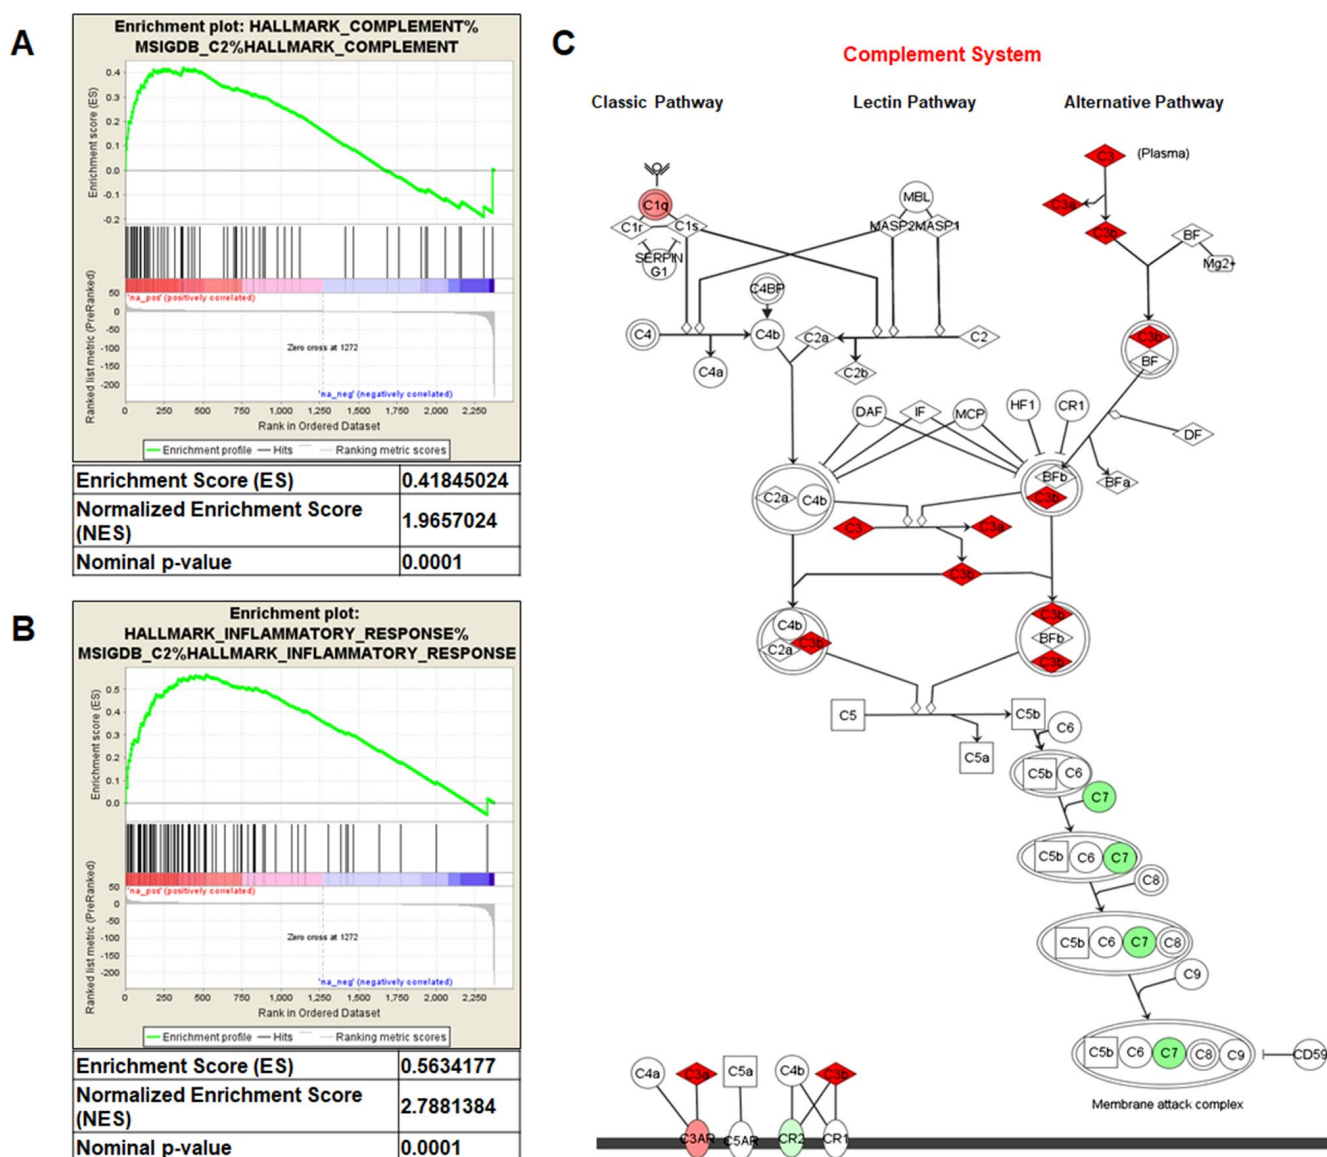 A
Enrichment plot: HALLMARK_COMPLEMENT%
MSIGDB_C2%HALLMARK_COMPLEMENT
Enrichment score (ES)
0.4
0.3
0.2
0.1
0.0
-0.1
-0.2
Ranked list metric (PreRanked)
50
0
-50
-100
-150
-200
'na_pos' (positively correlated)
Zero cross at 1272
'na_neg' (negatively correlated)
0 250 500 750 1,000 1,250 1,500 1,750 2,000 2,250
Rank in Ordered Dataset
Enrichment profile Hits Ranking metric scores
Enrichment Score (ES) 0.41845024
Normalized Enrichment Score (NES) 1.9657024
Nominal p-value 0.0001
B
Enrichment plot:
HALLMARK_INFLAMMATORY_RESPONSE%
MSIGDB_C2%HALLMARK_INFLAMMATORY_RESPONSE
Enrichment score (ES)
0.5
0.4
0.3
0.2
0.1
0.0
Ranked list metric (PreRanked)
50
0
-50
-100
-150
-200
'na_pos' (positively correlated)
Zero cross at 1272
'na_neg' (negatively correlated)
0 250 500 750 1,000 1,250 1,500 1,750 2,000 2,250
Rank in Ordered Dataset
Enrichment profile Hits Ranking metric scores
Enrichment Score (ES) 0.5634177
Normalized Enrichment Score (NES) 2.7881384
Nominal p-value 0.0001
C
Complement System
Classic Pathway Lectin Pathway Alternative Pathway
C3 (Plasma)
C3a
C3b
BF
Mg2+
C1q
C1r C1s
SERPIN
G1
MBL
MASP2 MASP1
C4BP
C4 C4b C2a C2
C4a C2b
C3b
BF
DAF IF MCP HF1 CR1
DF
BFa
C2a C4b
BFb
C3b
C3 C3a
C3b
C4b
C2a C3b
C3b
BFb
C3b
C5 C5b
C6
C5a
C5b C6
C7
C5b C6 C7
C8
C5b C6 C7 C8
C9
C5b C6 C7 C8 C9
CD59
Membrane attack complex
C4a C3a C5a C4b C3b
C3AR C5AR CR2 CR1